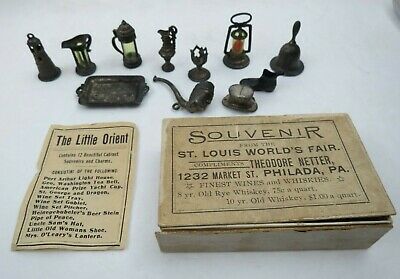 The Little Orient
Contains 12 Beautiful Cabinet
Souvenirs and Charms.
CONSISTING OF THE FOLLOWING:
Port Arthur Light House,
Geo. Washington Tea Bell,
American Prize Yacht Cup,
St. George and Dragon,
Wine Set Tray,
Wine Set Goblet,
Wine Set Pitcher,
Heinegabubeler's Beer Stein
Pipe of Peace,
Uncle Sam's Hat,
Little Old Womans Shoe,
Mrs. O'Leary's Lantern.
SOUVENIR
FROM THE
ST. LOUIS WORLD'S FAIR.
COMPLIMENTS THEODORE NETTER,
1232 MARKET ST. PHILADA, PA.
FINEST WINES AND WHISKIES.
yr. Old Rye Whiskey, 75c a quart.
10 yr. Old Whiskey, $1.00 a quart.